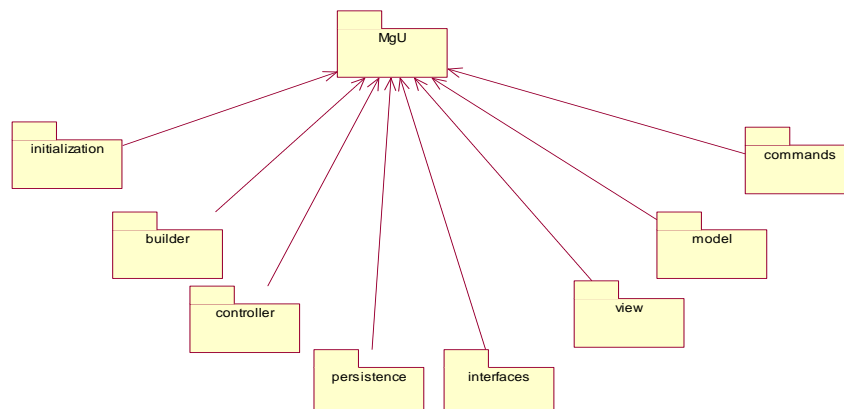 MgU
initialization
commands
builder
model
controller
view
persistence
interfaces